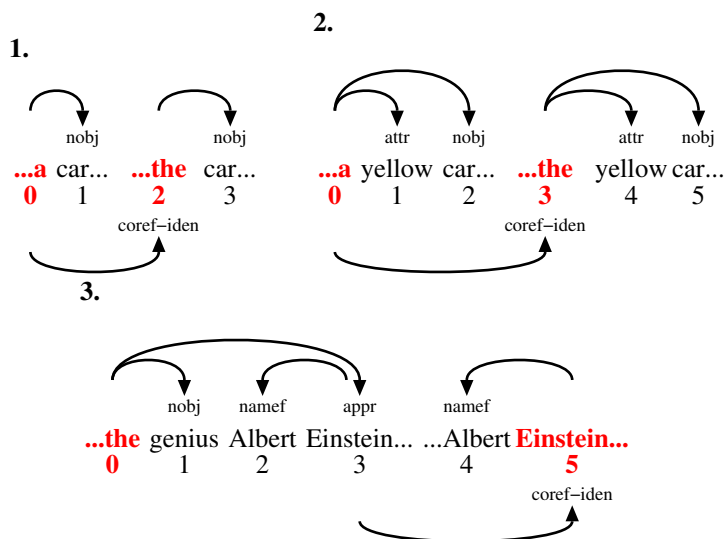 1.
nobj nobj
...a car... ...the car...
0 1 2 3
coref–iden
2.
attr nobj attr nobj
...a yellow car... ...the yellow car...
0 1 2 3 4 5
coref–iden
3.
nobj namef appr namef
...the genius Albert Einstein... ...Albert Einstein...
0 1 2 3 4 5
coref–iden